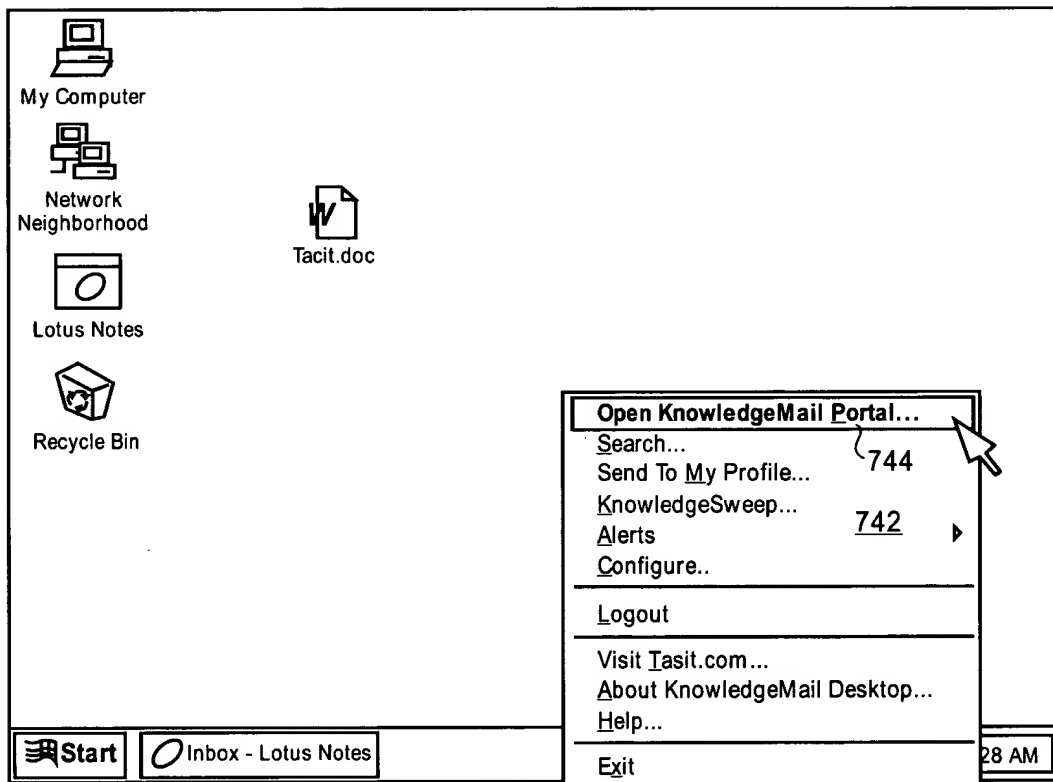 My Computer
Network
Neighborhood
Lotus Notes
Recycle Bin
W
Tacit.doc
Open KnowledgeMail Portal...
744
Search...
Send To My Profile...
KnowledgeSweep...
742
Alerts
Configure..
Logout
Visit Tasit.com...
About KnowledgeMail Desktop...
Help...
Exit
Start
Inbox - Lotus Notes
28 AM